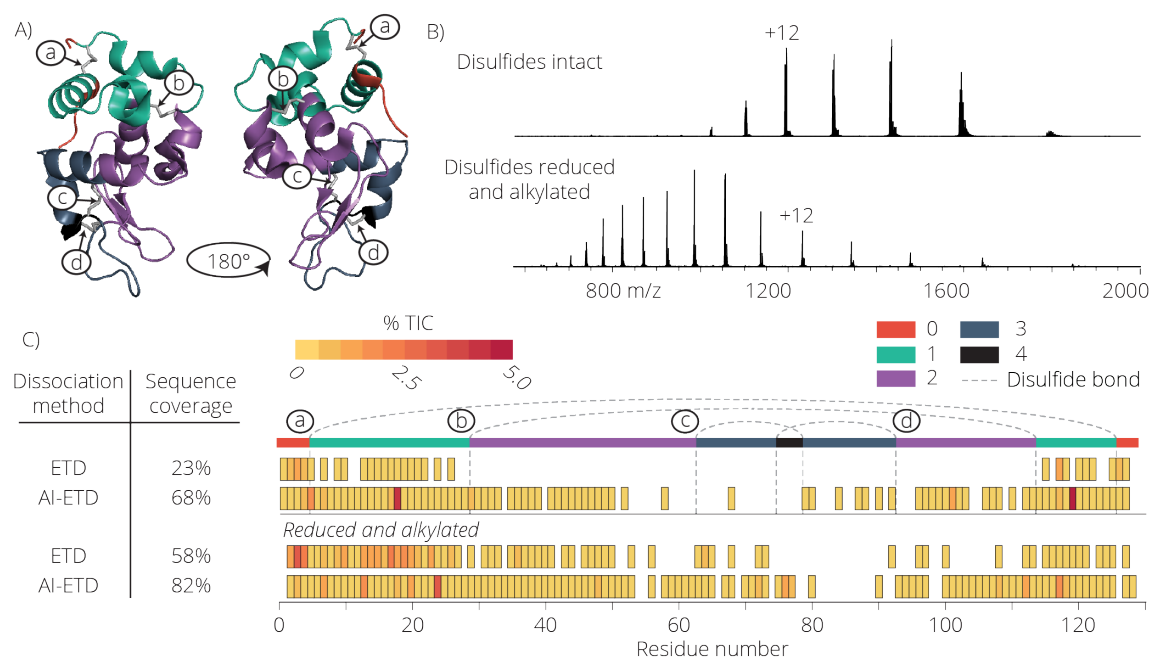 A)
a
a
b
b
c
c
d
d
180°
B)
+12
Disulfides intact
Disulfides reduced
and alkylated
+12
800 m/z
1200
1600
2000
C)
% TIC
0
2.5
5.0
0
3
1
4
2
Disulfide bond
Dissociation
method
Sequence
coverage
a
b
c
d
ETD
23%
AI-ETD
68%
Reduced and alkylated
ETD
58%
AI-ETD
82%
0
20
40
60
80
100
120
Residue number